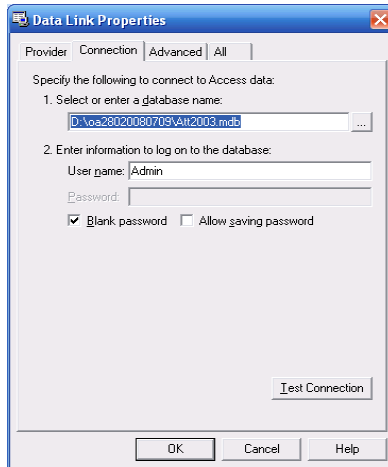 Data Link Properties
Provider Connection Advanced All
Specify the following to connect to Access data:
1. Select or enter a database name:
D:\oa28020080709\Att2003.mdb ...
2. Enter information to log on to the database:
User name: Admin
Password:
Blank password Allow saving password
Test Connection
OK Cancel Help